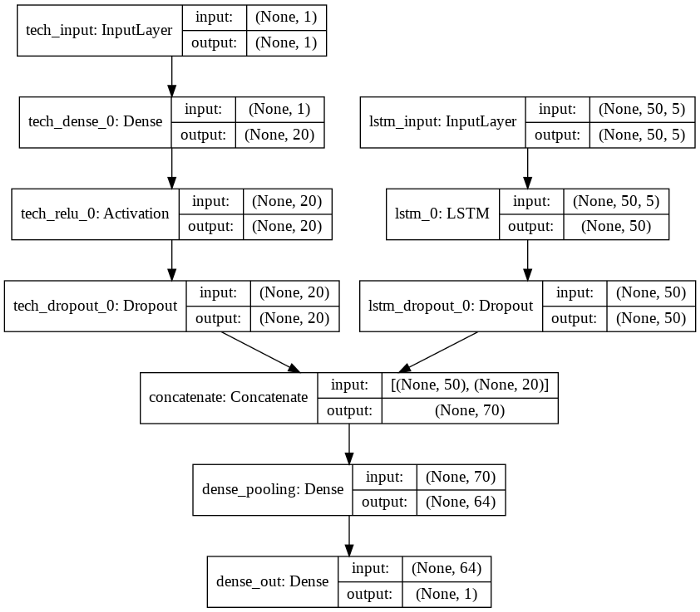 tech_input: InputLayer
input:
(None, 1)
output:
(None, 1)
tech_dense_0: Dense
input:
(None, 1)
output:
(None, 20)
lstm_input: InputLayer
input:
(None, 50, 5)
output:
(None, 50, 5)
tech_relu_0: Activation
input:
(None, 20)
output:
(None, 20)
lstm_0: LSTM
input:
(None, 50, 5)
output:
(None, 50)
tech_dropout_0: Dropout
input:
(None, 20)
output:
(None, 20)
lstm_dropout_0: Dropout
input:
(None, 50)
output:
(None, 50)
concatenate: Concatenate
input:
[(None, 50), (None, 20)]
output:
(None, 70)
dense_pooling: Dense
input:
(None, 70)
output:
(None, 64)
dense_out: Dense
input:
(None, 64)
output:
(None, 1)